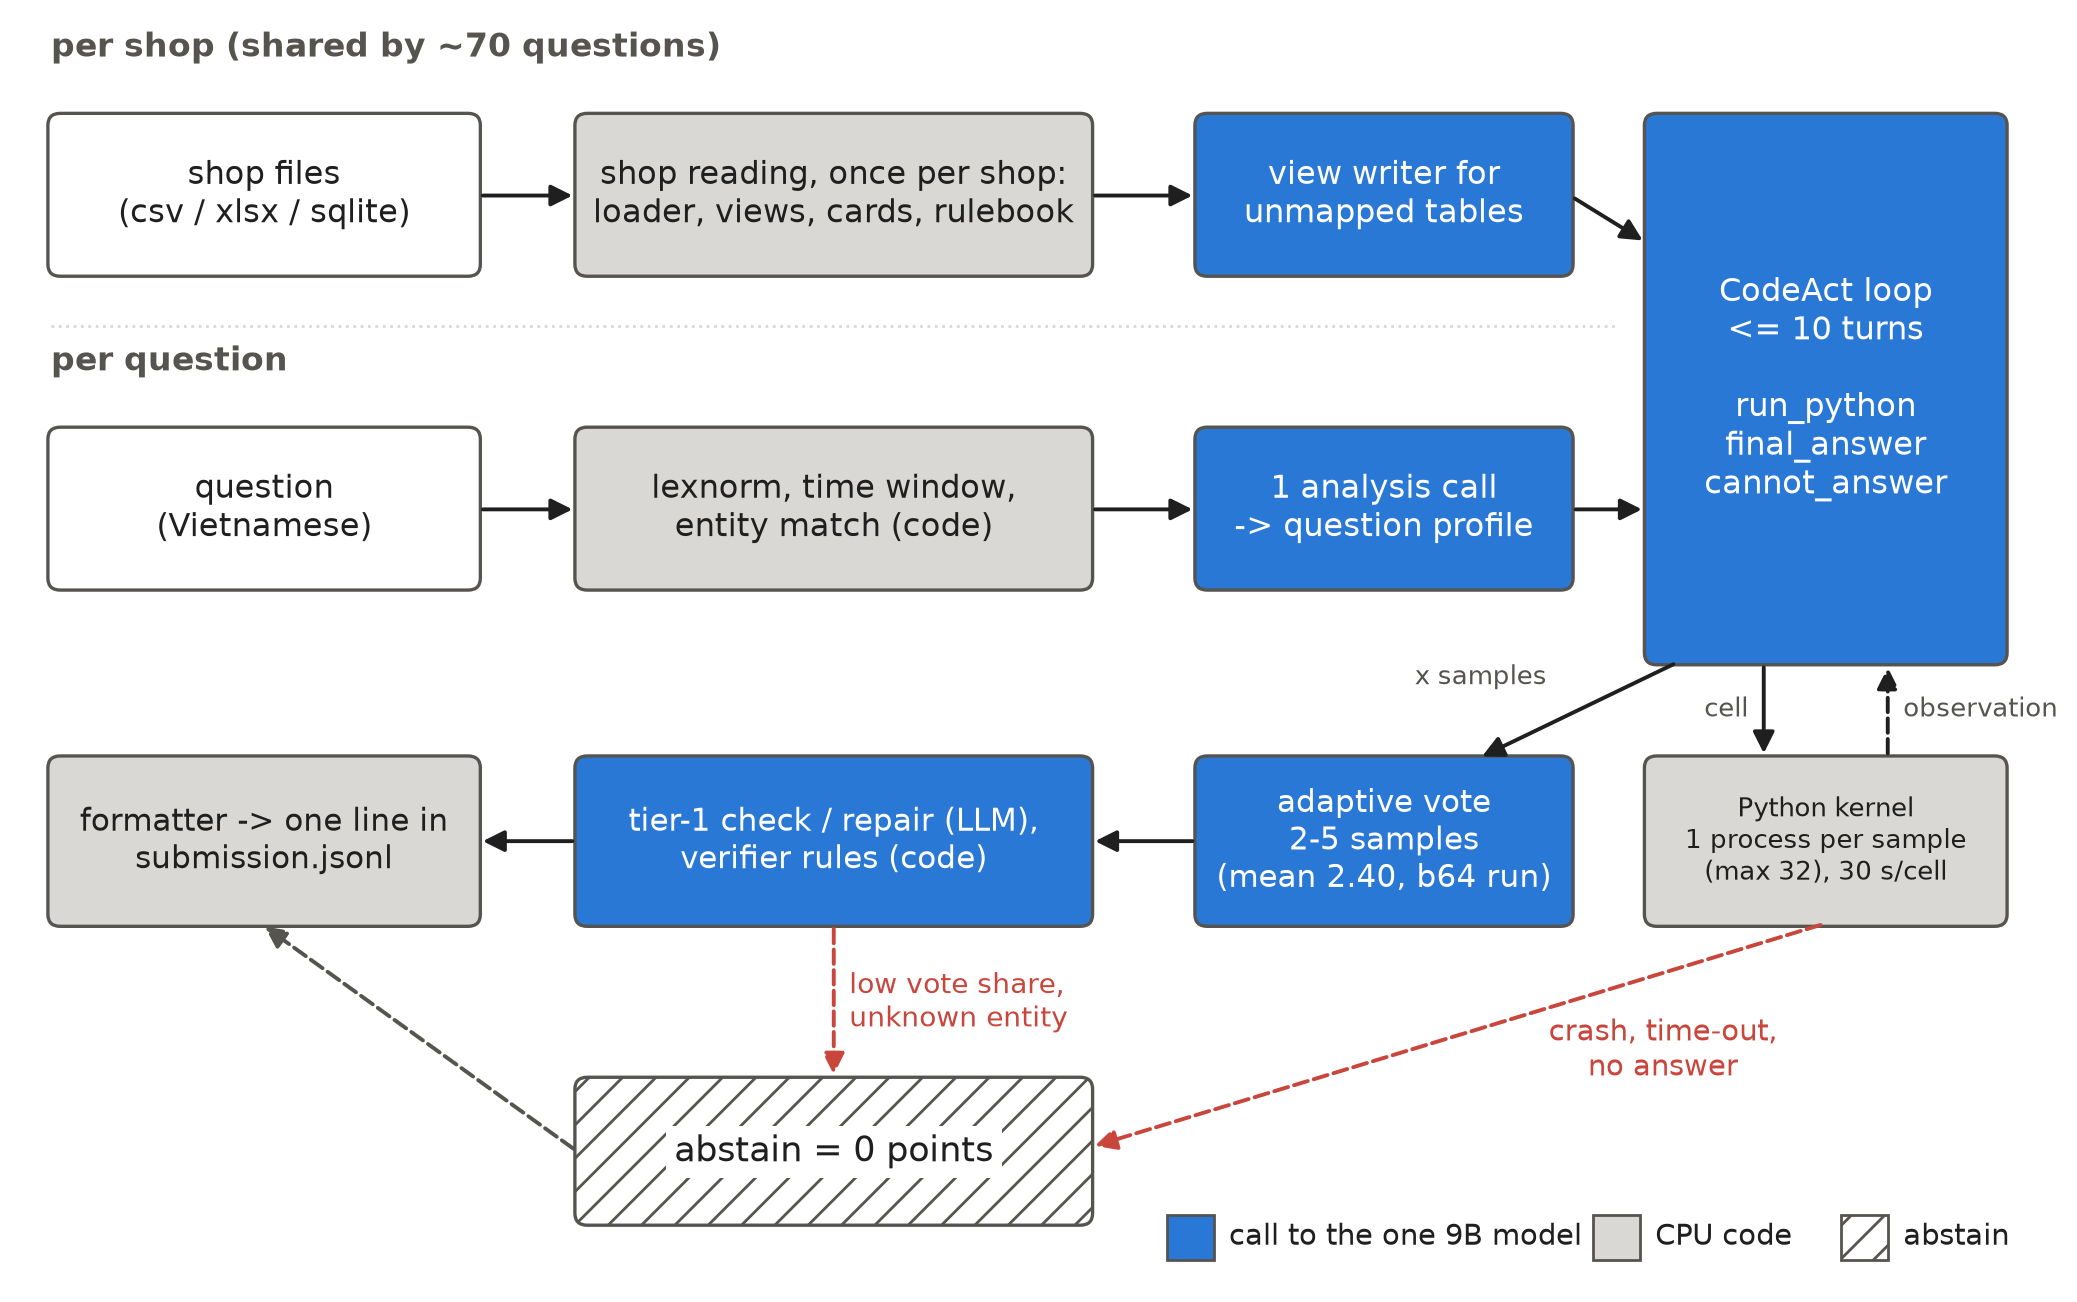 per shop (shared by ~70 questions)
shop files
(csv / xlsx / sqlite)
shop reading, once per shop:
loader, views, cards, rulebook
view writer for
unmapped tables
CodeAct loop
<= 10 turns
run_python
final_answer
cannot_answer
per question
question
(Vietnamese)
lexnorm, time window,
entity match (code)
1 analysis call
-> question profile
x samples
cell
observation
formatter -> one line in
submission.jsonl
tier-1 check / repair (LLM),
verifier rules (code)
adaptive vote
2-5 samples
(mean 2.40, b64 run)
Python kernel
1 process per sample
(max 32), 30 s/cell
low vote share,
unknown entity
crash, time-out,
no answer
abstain = 0 points
call to the one 9B model
CPU code
abstain